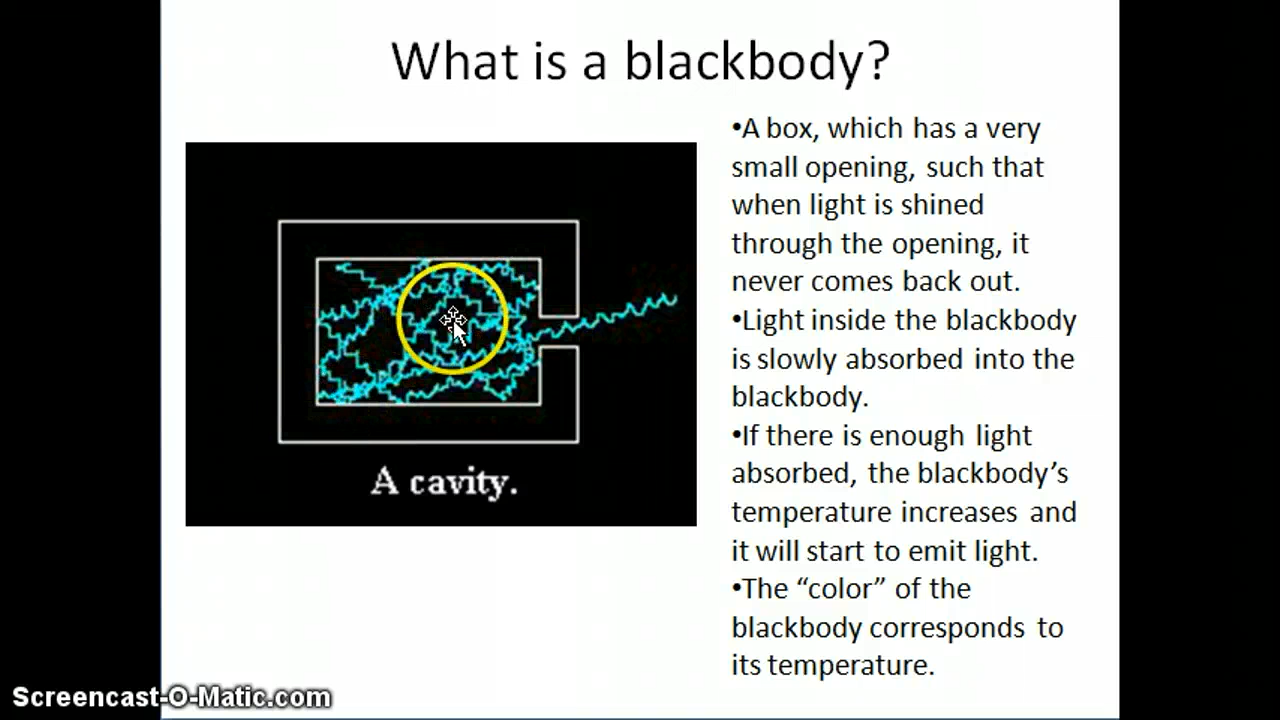 What is a blackbody?
•A box, which has a very
small opening, such that
when light is shined
through the opening, it
never comes back out.
•Light inside the blackbody
is slowly absorbed into the
blackbody.
•If there is enough light
absorbed, the blackbody’s
temperature increases and
it will start to emit light.
•The “color” of the
blackbody corresponds to
its temperature.
A cavity.
Screencast-O-Matic.com